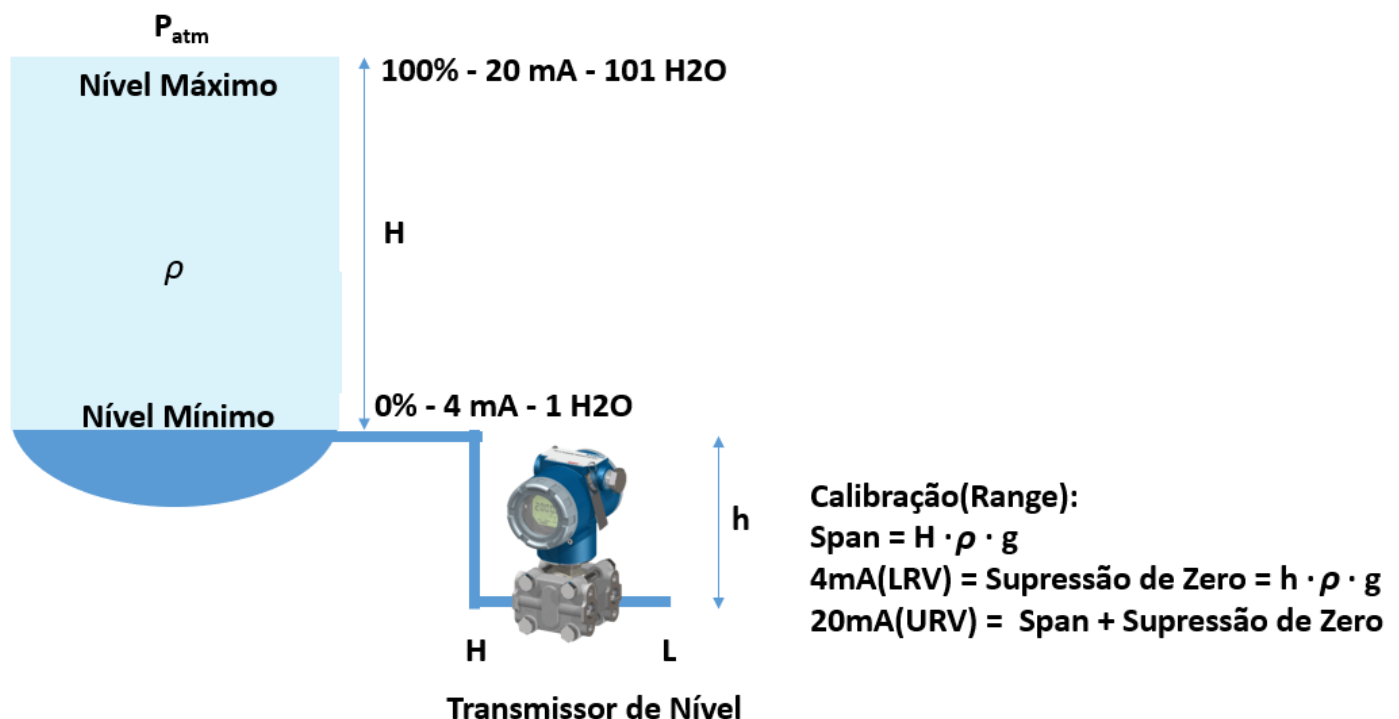 Patm
Nível Máximo
100% - 20 mA - 101 H2O
H
ρ
Nível Mínimo
0% - 4 mA - 1 H2O
h
Calibração(Range):
Span = H · ρ · g
4mA(LRV) = Supressão de Zero = h · ρ · g
20mA(URV) = Span + Supressão de Zero
H
L
Transmissor de Nível